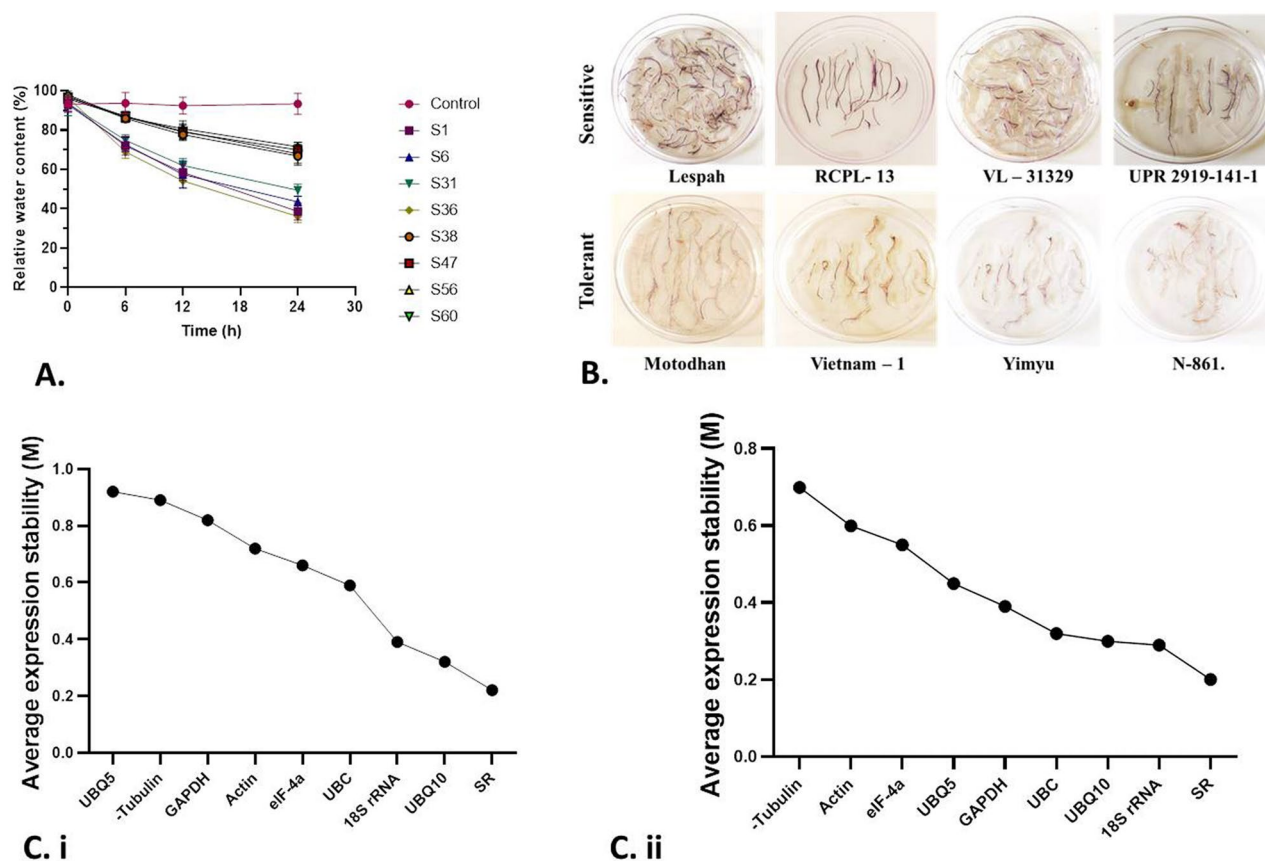 Relative water content (%)
100
80
60
40
20
0
0
6
12
18
24
30
Time (h)
Control
S1
S6
S31
S36
S38
S47
S56
S60
A.
Sensitive
Lespah
RCPL- 13
VL – 31329
UPR 2919-141-1
Tolerant
Motodhan
Vietnam – 1
Yimyu
N-861.
B.
Average expression stability (M)
1.0
0.8
0.6
0.4
0.2
0.0
UBQ5
-Tubulin
GAPDH
Actin
eIF-4a
UBC
18S rRNA
UBQ10
SR
C. i
Average expression stability (M)
0.8
0.6
0.4
0.2
0.0
-Tubulin
Actin
eIF-4a
UBQ5
GAPDH
UBC
UBQ10
18S rRNA
SR
C. ii